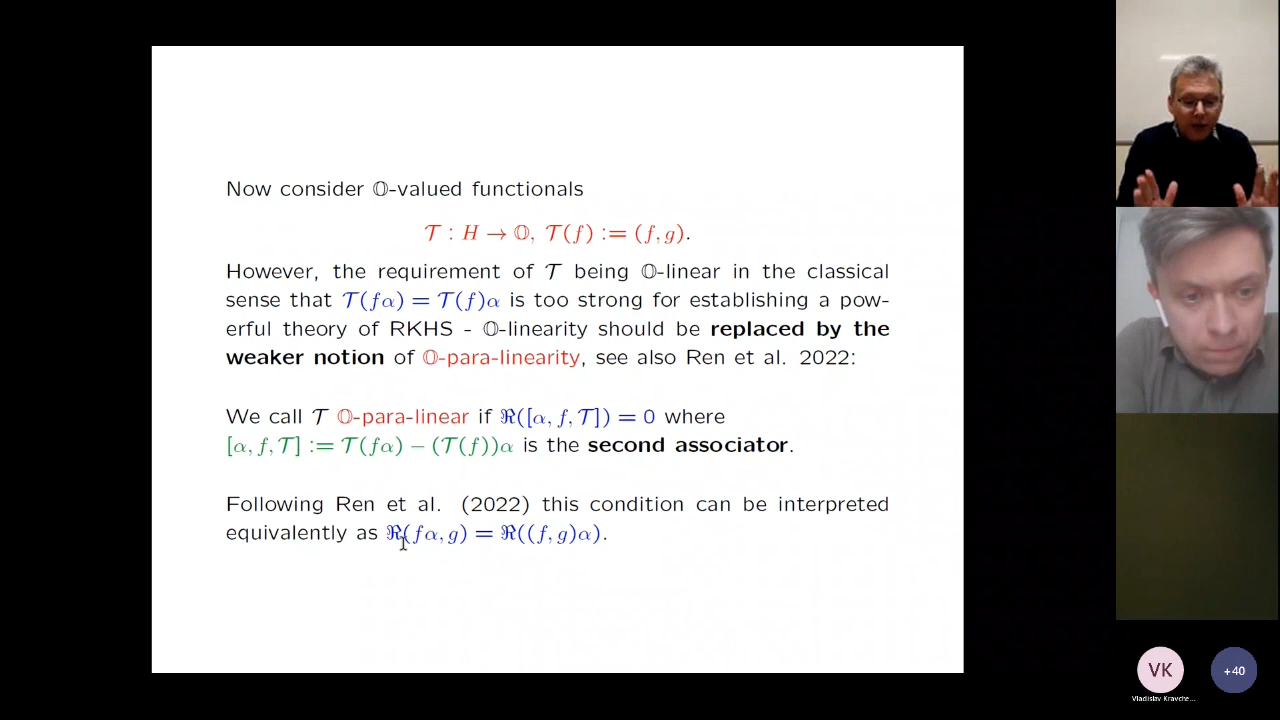 Now consider 𝕆-valued functionals
𝒯 : H → 𝕆, 𝒯(f) := (f, g).
However, the requirement of 𝒯 being 𝕆-linear in the classical
sense that 𝒯(fα) = 𝒯(f)α is too strong for establishing a pow-
erful theory of RKHS - 𝕆-linearity should be replaced by the
weaker notion of 𝕆-para-linearity, see also Ren et al. 2022:
We call 𝒯 𝕆-para-linear if ℜ([α, f, 𝒯]) = 0 where
[α, f, 𝒯] := 𝒯(fα) − (𝒯(f))α is the second associator.
Following Ren et al. (2022) this condition can be interpreted
equivalently as ℜ(fα, g) = ℜ((f, g)α).
VK
+40
Vladislav Kravche...